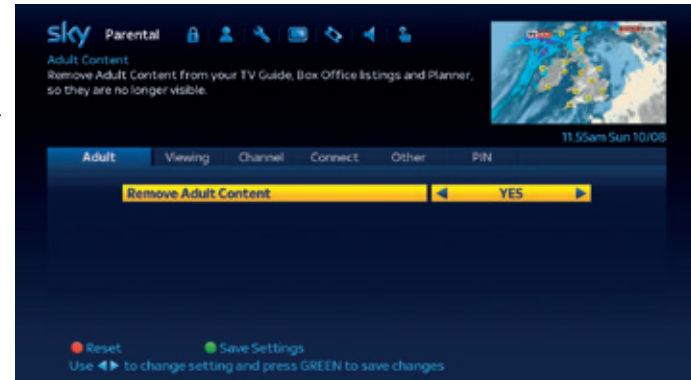 sky Parental
Adult Content
Remove Adult Content from your TV Guide, Box Office listings and Planner,
so they are no longer visible.
11.55am Sun 10/08
Adult Viewing Channel Connect Other PIN
Remove Adult Content YES
Reset Save Settings
Use ◀▶ to change setting and press GREEN to save changes